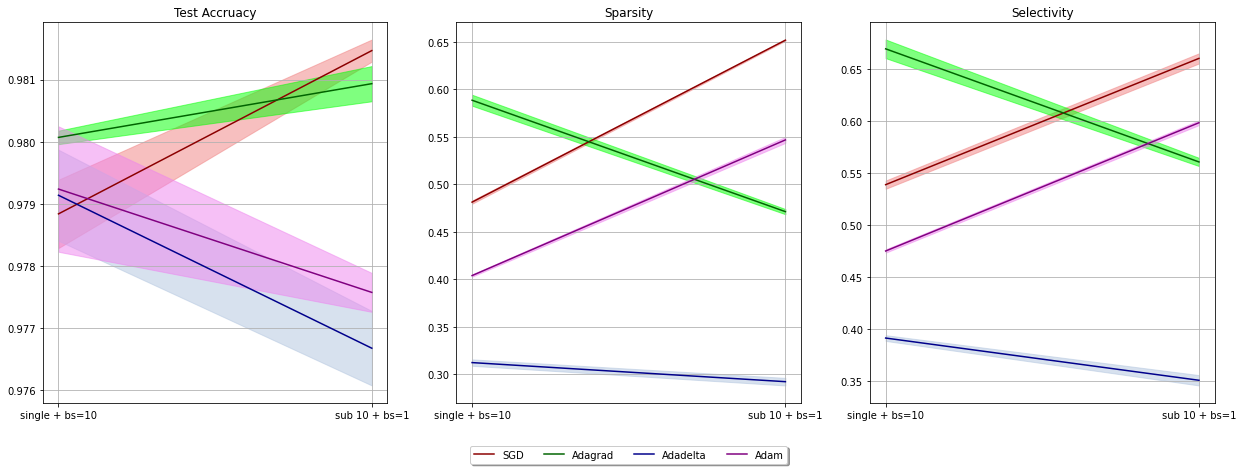 Test Accruacy
0.981
0.980
0.979
0.978
0.977
0.976
single + bs=10
sub 10 + bs=1
Sparsity
0.65
0.60
0.55
0.50
0.45
0.40
0.35
0.30
single + bs=10
sub 10 + bs=1
Selectivity
0.65
0.60
0.55
0.50
0.45
0.40
0.35
single + bs=10
sub 10 + bs=1
SGD
Adagrad
Adadelta
Adam